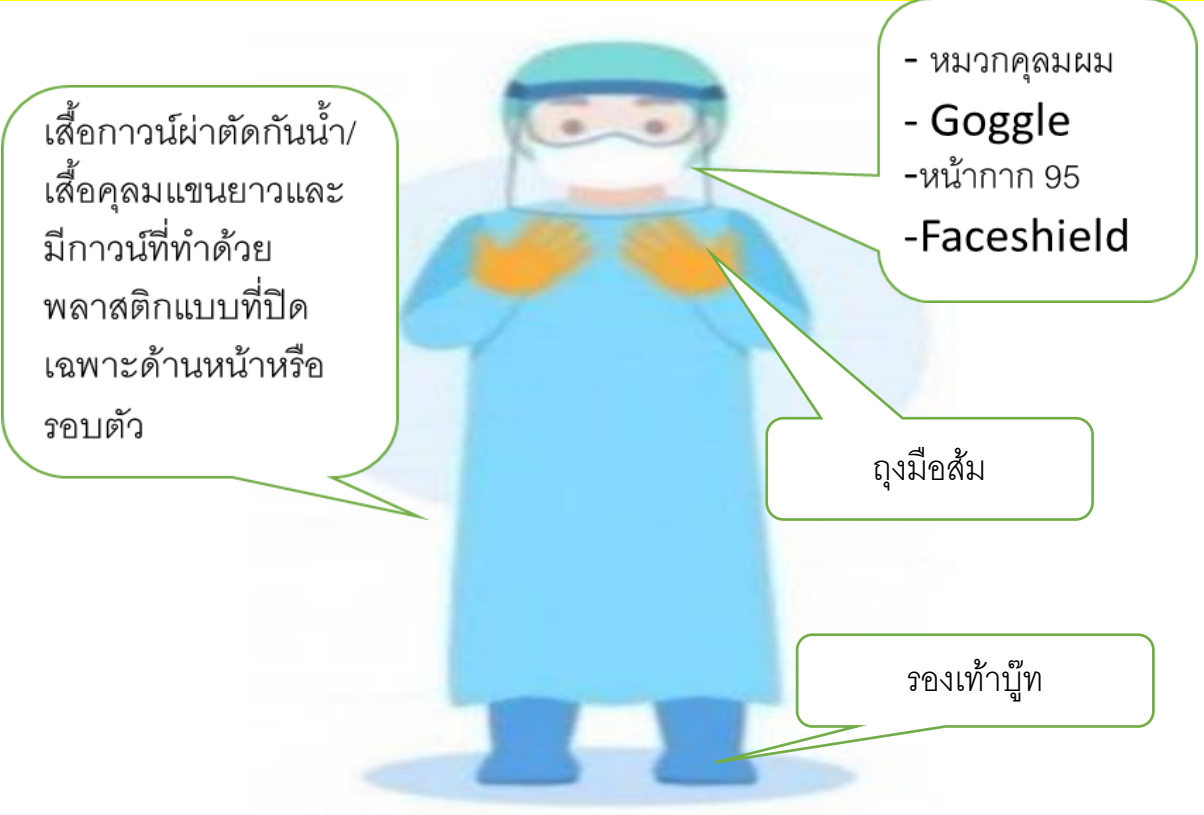 เสื้อกาวน์ผ่าตัดกันน้ำ/
เสื้อคลุมแขนยาวและ
มีกาวน์ที่ทำด้วย
พลาสติกแบบที่ปิด
เฉพาะด้านหน้าหรือ
รอบตัว
- หมวกคุลมผม
- Goggle
-หน้ากาก 95
-Faceshield
ถุงมือส้ม
รองเท้าบู๊ท